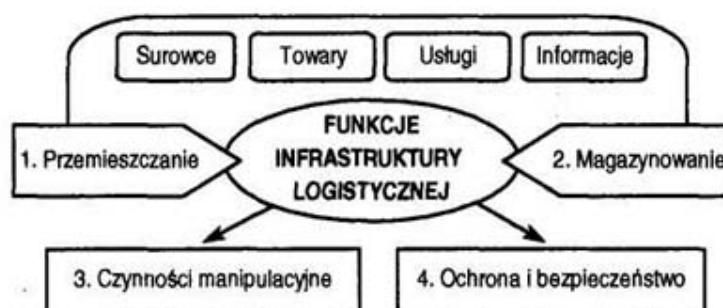 Surowce
Towary
Usługi
Informacje
FUNKCJE
INFRASTRUKTURY
LOGISTYCZNEJ
1. Przemieszczanie
2. Magazynowanie
3. Czynności manipulacyjne
4. Ochrona i bezpieczeństwo